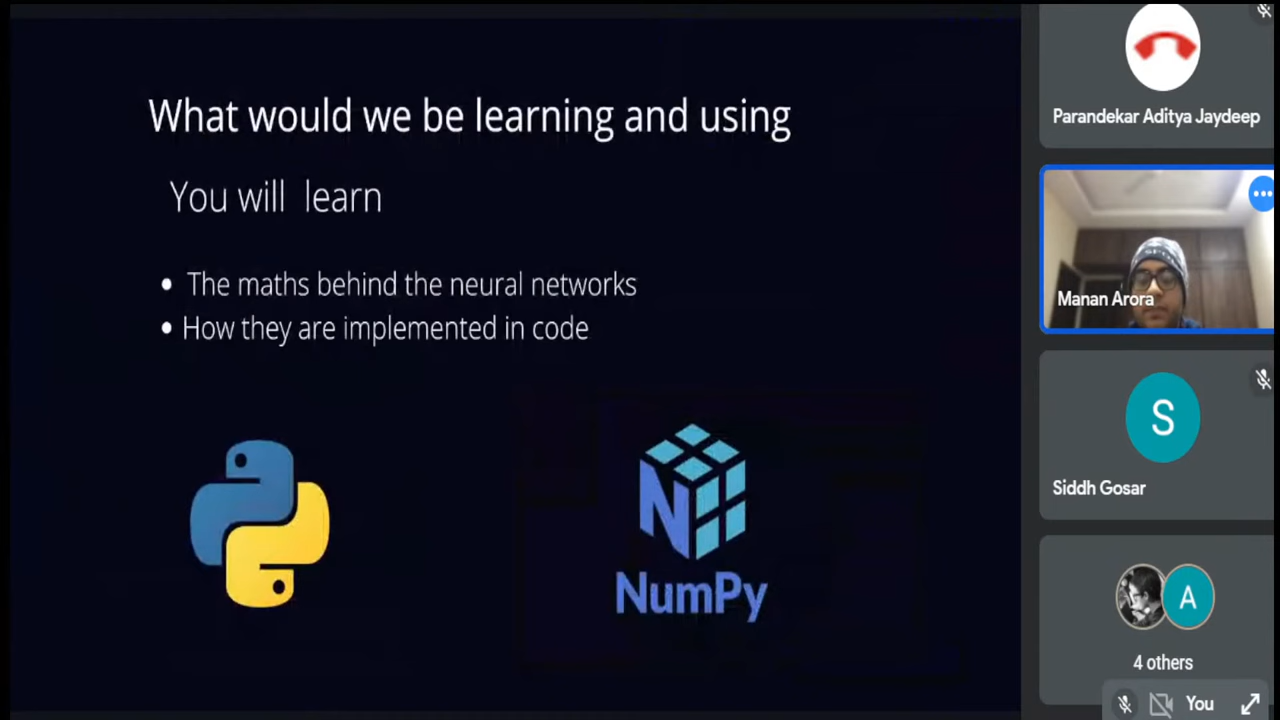 What would we be learning and using
You will learn
• The maths behind the neural networks
• How they are implemented in code
NumPy
Parandekar Aditya Jaydeep
Manan Arora
S
Siddh Gosar
A
4 others
You